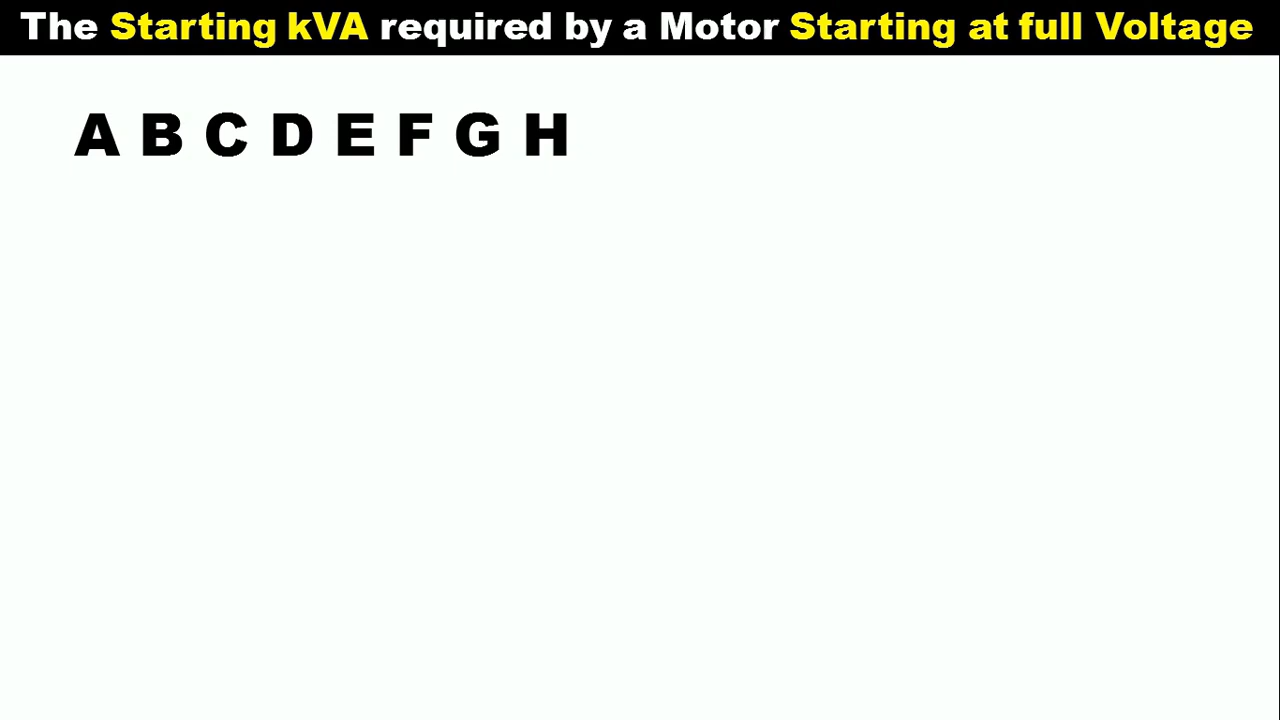 The Starting kVA required by a Motor Starting at full Voltage
A B C D E F G H